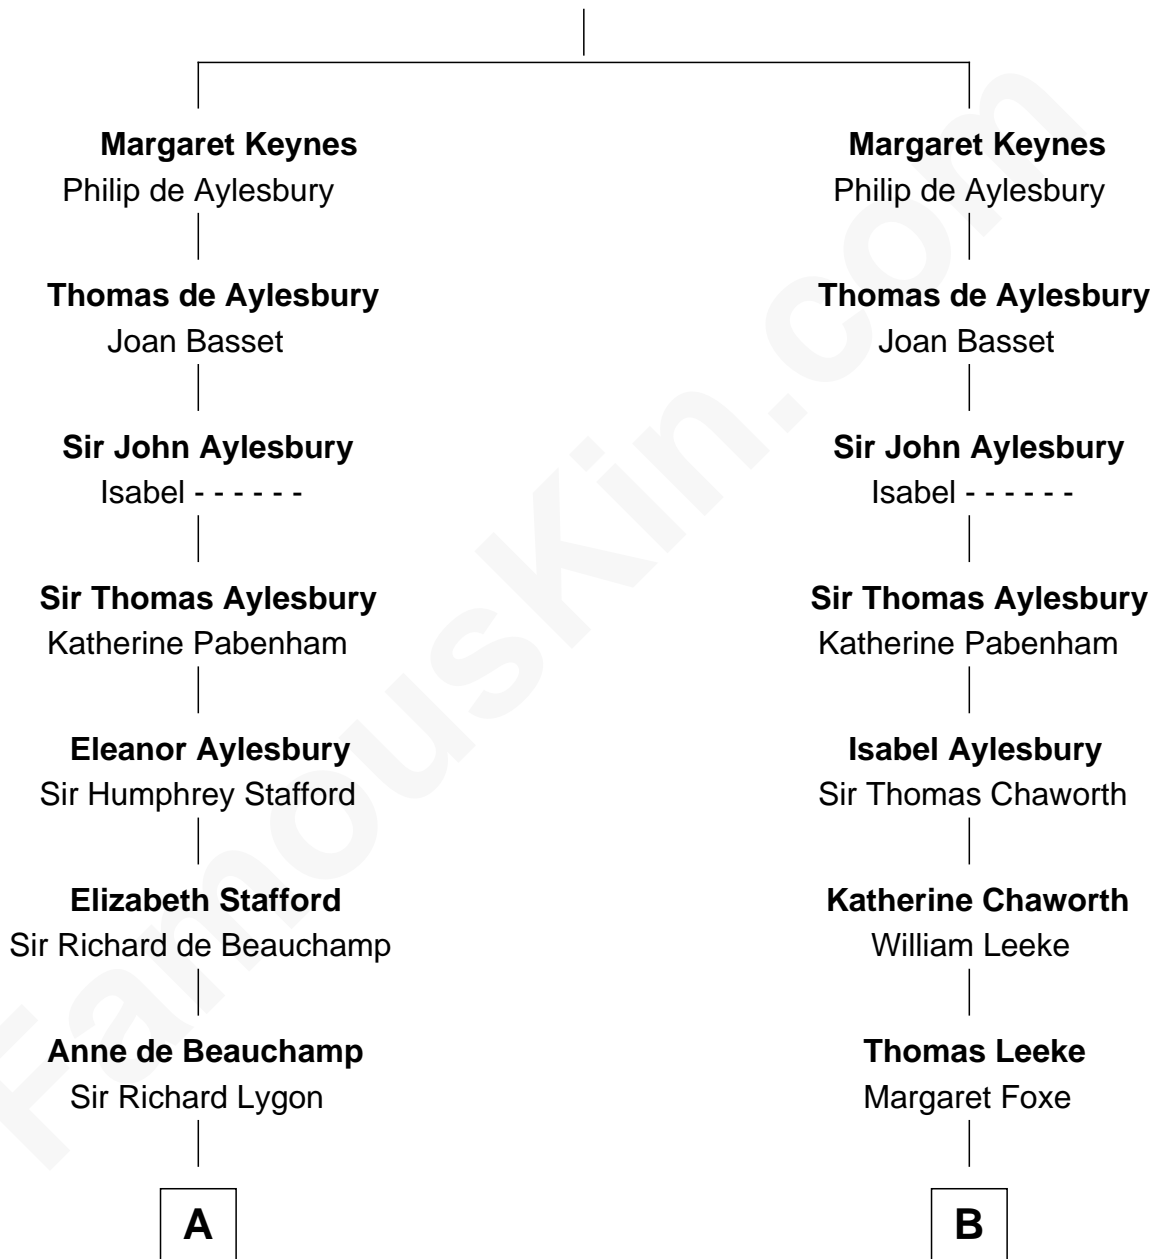 Margaret Keynes
Philip de Aylesbury
Thomas de Aylesbury
Joan Basset
Sir John Aylesbury
Isabel - - - - - -
Sir Thomas Aylesbury
Katherine Pabenham
Eleanor Aylesbury
Sir Humphrey Stafford
Elizabeth Stafford
Sir Richard de Beauchamp
Anne de Beauchamp
Sir Richard Lygon
A
Margaret Keynes
Philip de Aylesbury
Thomas de Aylesbury
Joan Basset
Sir John Aylesbury
Isabel - - - - - -
Sir Thomas Aylesbury
Katherine Pabenham
Isabel Aylesbury
Sir Thomas Chaworth
Katherine Chaworth
William Leeke
Thomas Leeke
Margaret Foxe
B
FamousKin.com